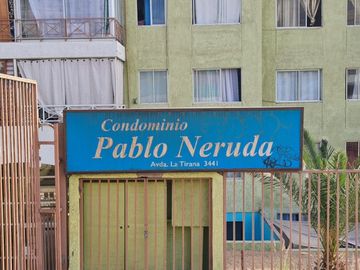 Condominio
Pablo Neruda
Avda. La Tirana 3441